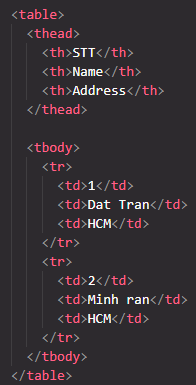 <table>
<thead>
<th>STT</th>
<th>Name</th>
<th>Address</th>
</thead>
<tbody>
<tr>
<td>1</td>
<td>Dat Tran</td>
<td>HCM</td>
</tr>
<tr>
<td>2</td>
<td>Minh ran</td>
<td>HCM</td>
</tr>
</tbody>
</table>